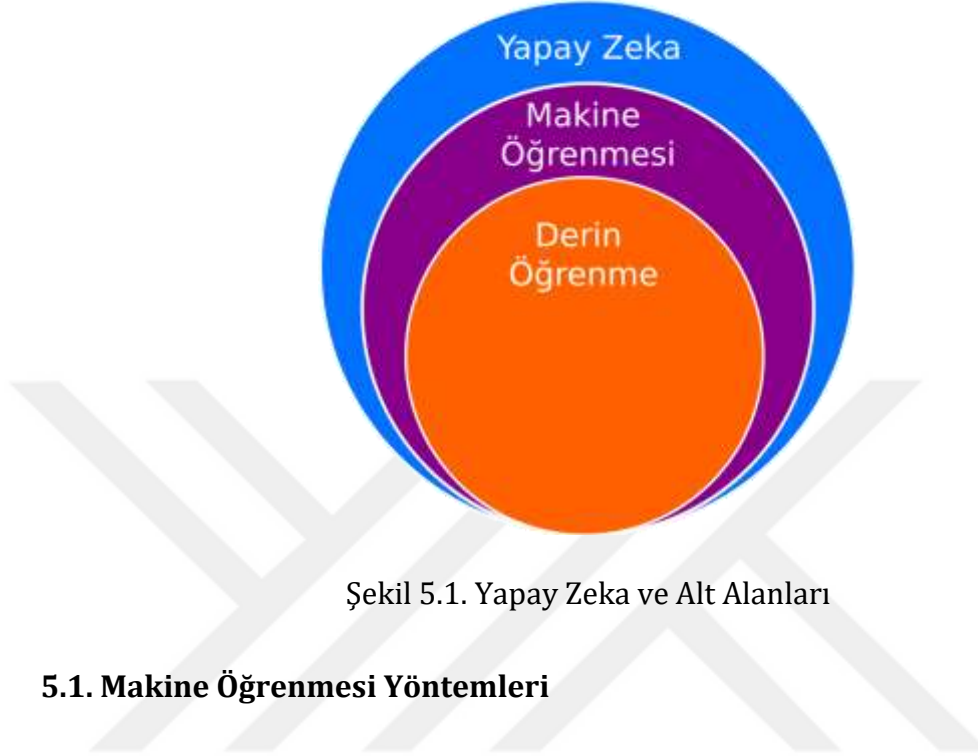 Yapay Zeka
Makine
Öğrenmesi
Derin
Öğrenme
Şekil 5.1. Yapay Zeka ve Alt Alanları
5.1. Makine Öğrenmesi Yöntemleri